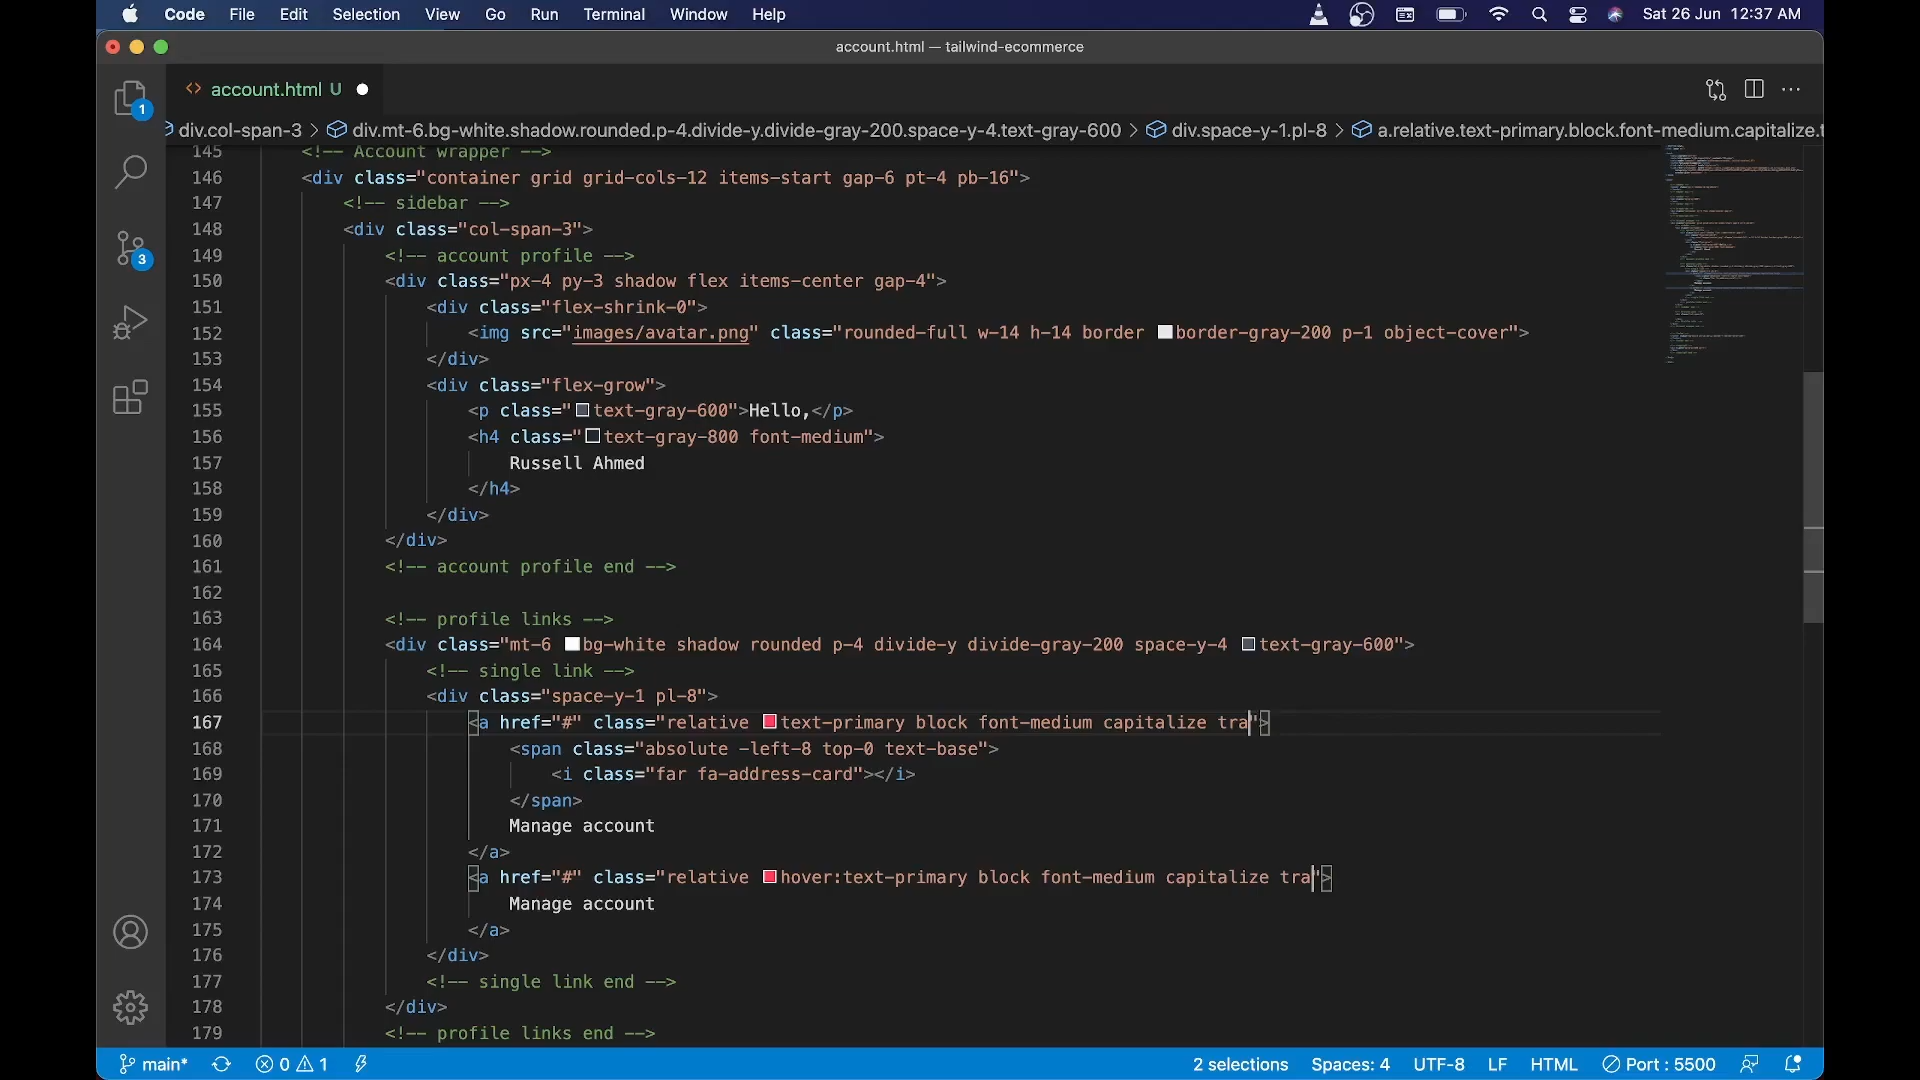 Code File Edit Selection View Go Run Terminal Window Help Sat 26 Jun 12:37 AM
account.html — tailwind-ecommerce
1 <> account.html U
div.col-span-3 > div.mt-6.bg-white.shadow.rounded.p-4.divide-y.divide-gray-200.space-y-4.text-gray-600 > div.space-y-1.pl-8 > a.relative.text-primary.block.font-medium.capitalize.t
145 <!-- Account wrapper -->
146 <div class="container grid grid-cols-12 items-start gap-6 pt-4 pb-16">
147 <!-- sidebar -->
148 <div class="col-span-3">
149 <!-- account profile -->
150 <div class="px-4 py-3 shadow flex items-center gap-4">
151 <div class="flex-shrink-0">
152 <img src="images/avatar.png" class="rounded-full w-14 h-14 border border-gray-200 p-1 object-cover">
153 </div>
154 <div class="flex-grow">
155 <p class="text-gray-600">Hello,</p>
156 <h4 class="text-gray-800 font-medium">
157 Russell Ahmed
158 </h4>
159 </div>
160 </div>
161 <!-- account profile end -->
162
163 <!-- profile links -->
164 <div class="mt-6 bg-white shadow rounded p-4 divide-y divide-gray-200 space-y-4 text-gray-600">
165 <!-- single link -->
166 <div class="space-y-1 pl-8">
167 <a href="#" class="relative text-primary block font-medium capitalize tra">
168 <span class="absolute -left-8 top-0 text-base">
169 <i class="far fa-address-card"></i>
170 </span>
171 Manage account
172 </a>
173 <a href="#" class="relative hover:text-primary block font-medium capitalize tra">
174 Manage account
175 </a>
176 </div>
177 <!-- single link end -->
178 </div>
179 <!-- profile links end -->
3
main* 0 1 2 selections Spaces: 4 UTF-8 LF HTML Port : 5500